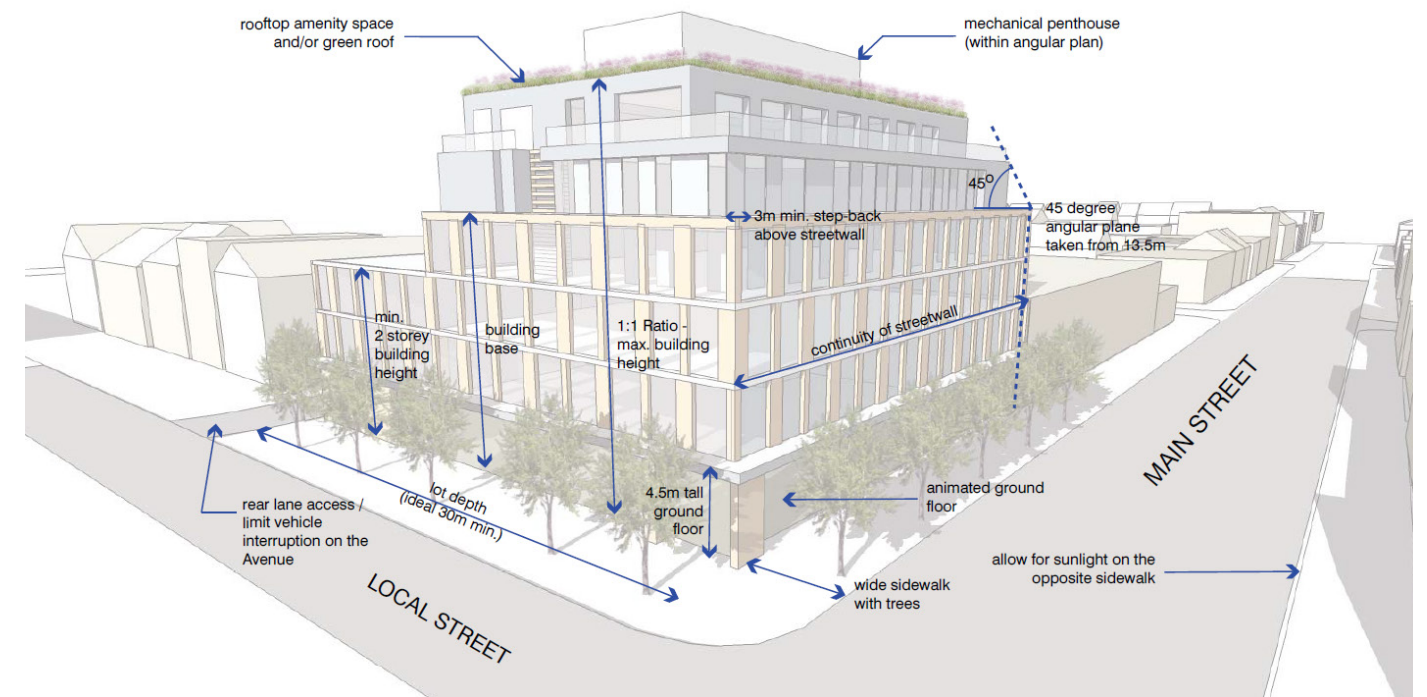 rooftop amenity space
and/or green roof
mechanical penthouse
(within angular plan)
45o
3m min. step-back
above streetwall
45 degree
angular plane
taken from 13.5m
min.
2 storey
building
height
building
base
1:1 Ratio -
max. building
height
continuity of streetwall
MAIN STREET
lot depth
(ideal 30m min.)
4.5m tall
ground
floor
animated ground
floor
rear lane access /
limit vehicle
interruption on the
Avenue
allow for sunlight on the
opposite sidewalk
wide sidewalk
with trees
LOCAL STREET